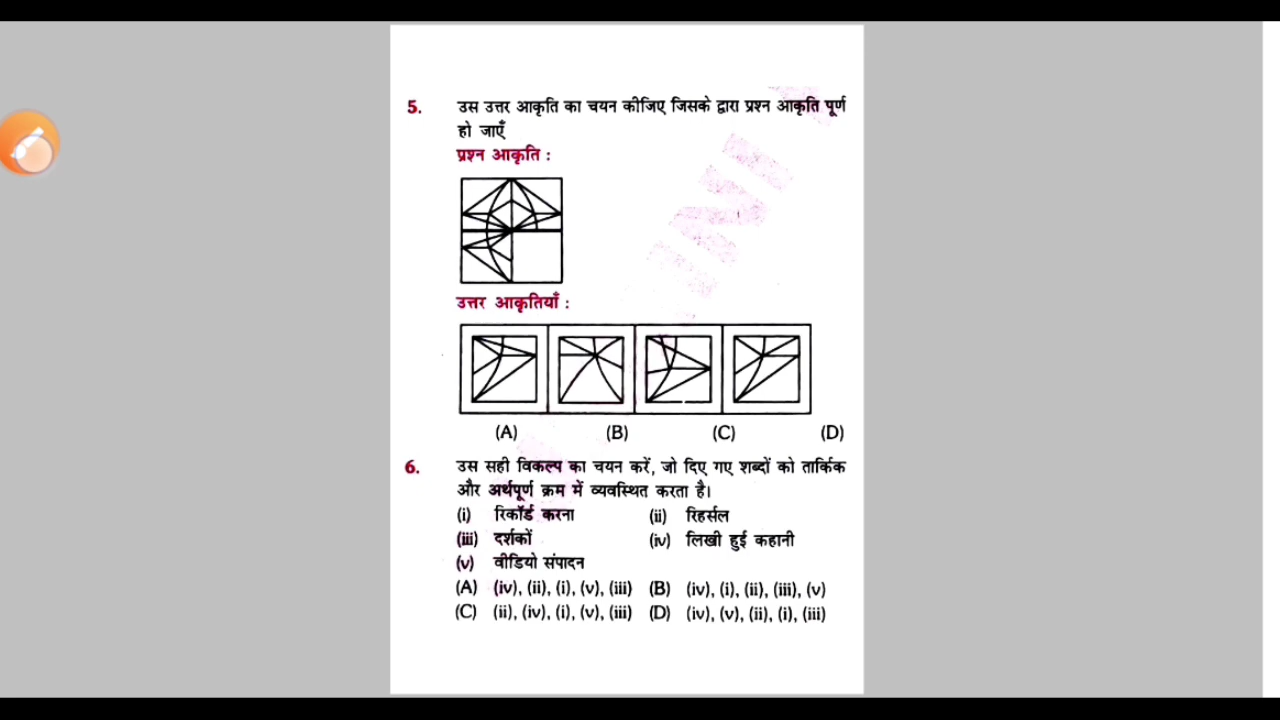 5. उस उत्तर आकृति का चयन कीजिए जिसके द्वारा प्रश्न आकृति पूर्ण
हो जाएँ
प्रश्न आकृति :
उत्तर आकृतियाँ :
(A) (B) (C) (D)
6. उस सही विकल्प का चयन करें, जो दिए गए शब्दों को तार्किक
और अर्थपूर्ण क्रम में व्यवस्थित करता है।
(i) रिकॉर्ड करना (ii) रिहर्सल
(iii) दर्शकों (iv) लिखी हुई कहानी
(v) वीडियो संपादन
(A) (iv), (ii), (i), (v), (iii) (B) (iv), (i), (ii), (iii), (v)
(C) (ii), (iv), (i), (v), (iii) (D) (iv), (v), (ii), (i), (iii)